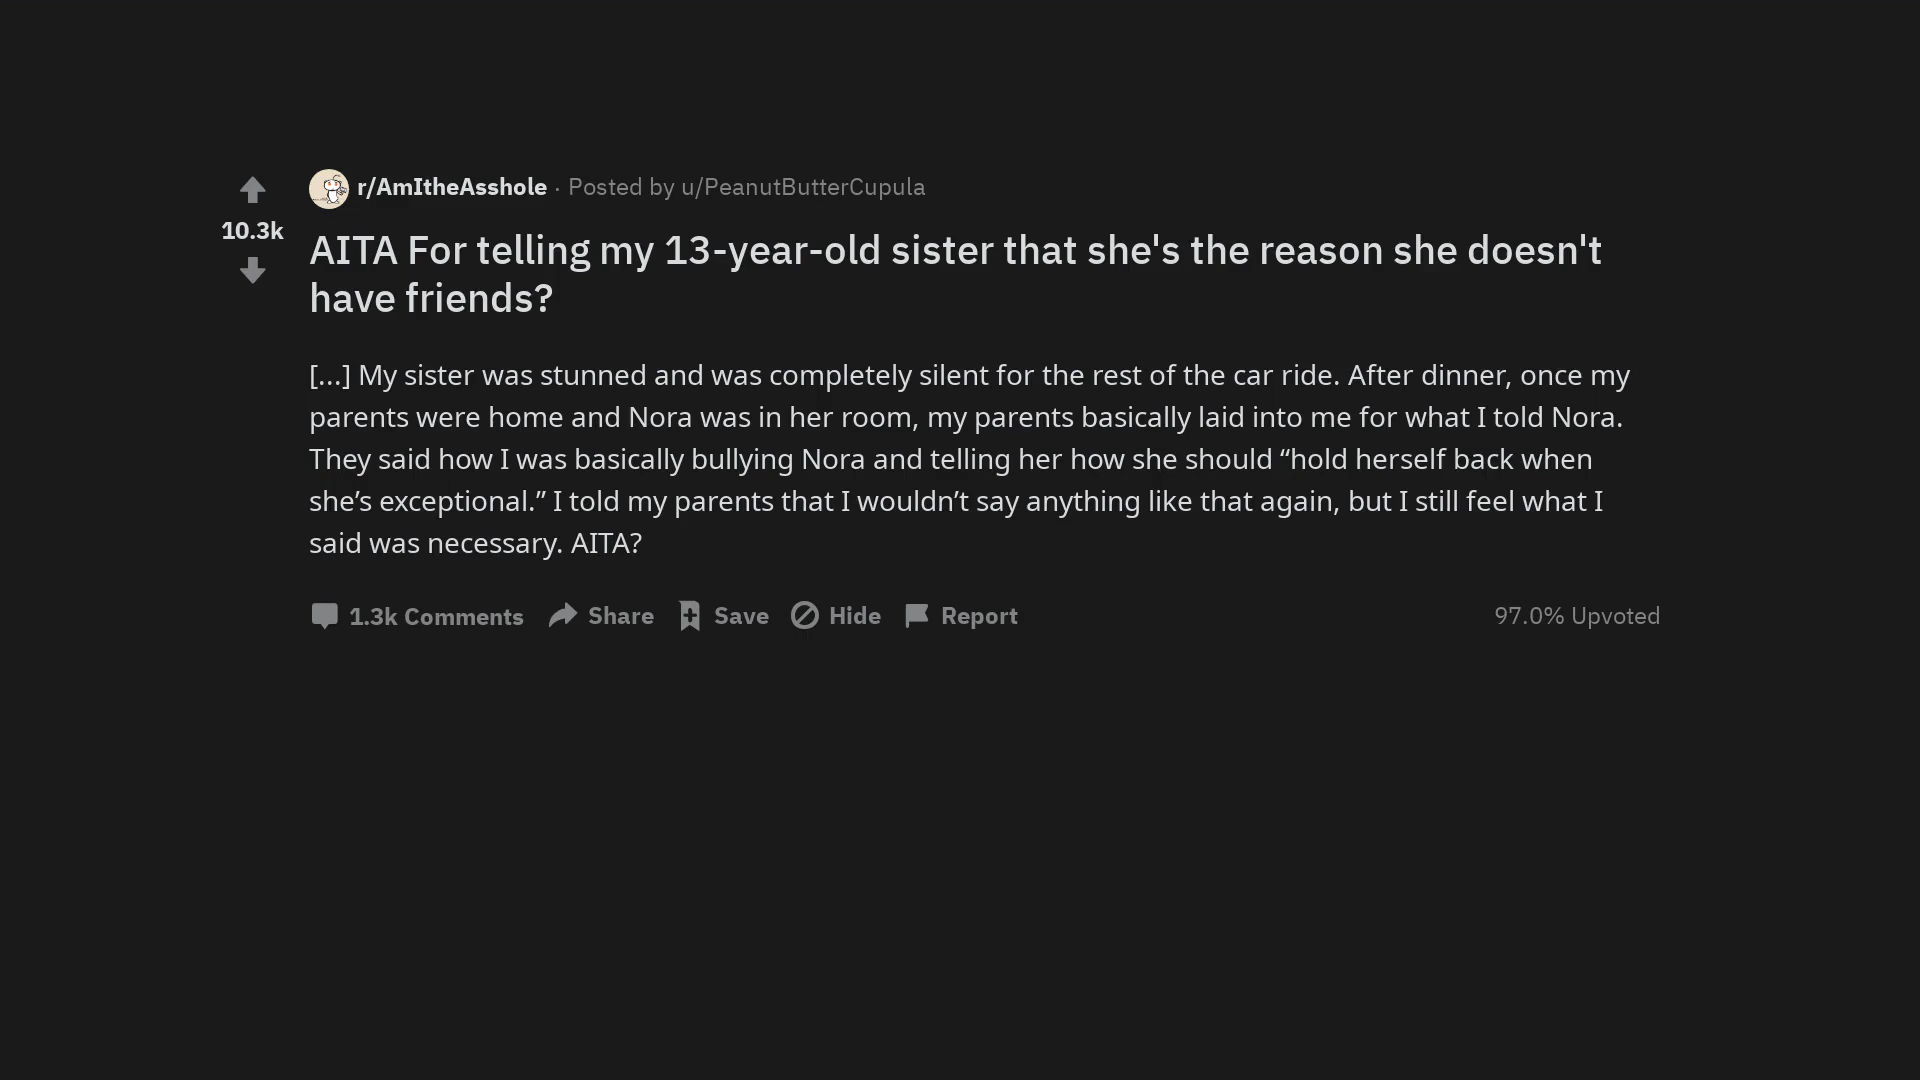 r/AmItheAsshole · Posted by u/PeanutButterCupula
10.3k
AITA For telling my 13-year-old sister that she's the reason she doesn't
have friends?
[...] My sister was stunned and was completely silent for the rest of the car ride. After dinner, once my
parents were home and Nora was in her room, my parents basically laid into me for what I told Nora.
They said how I was basically bullying Nora and telling her how she should “hold herself back when
she’s exceptional.” I told my parents that I wouldn’t say anything like that again, but I still feel what I
said was necessary. AITA?
1.3k Comments Share Save Hide Report 97.0% Upvoted